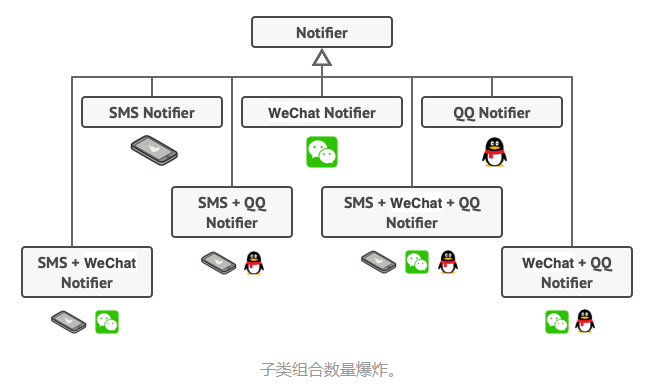 Notifier
SMS Notifier
WeChat Notifier
QQ Notifier
SMS + QQ
Notifier
SMS + WeChat + QQ
Notifier
SMS + WeChat
Notifier
WeChat + QQ
Notifier
子类组合数量爆炸。